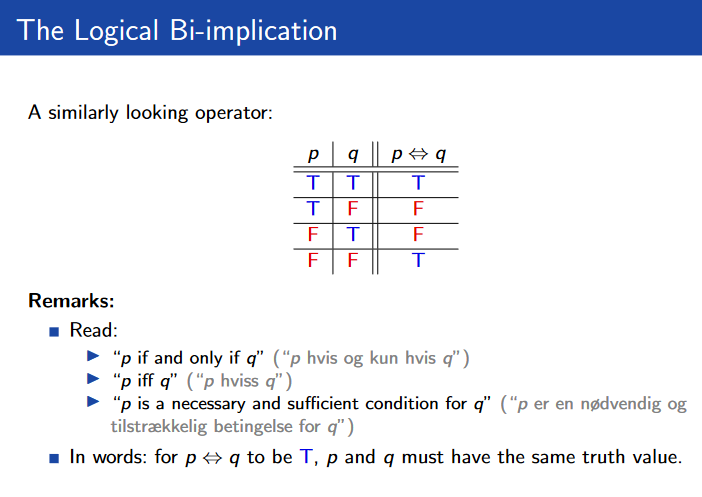 The Logical Bi-implication
A similarly looking operator:
p q p ⇔ q
T T T
T F F
F T F
F F T
Remarks:
Read:
“p if and only if q” (“p hvis og kun hvis q”)
“p iff q” (“p hviss q”)
“p is a necessary and sufficient condition for q” (“p er en nødvendig og
tilstrækkelig betingelse for q”)
In words: for p ⇔ q to be T, p and q must have the same truth value.